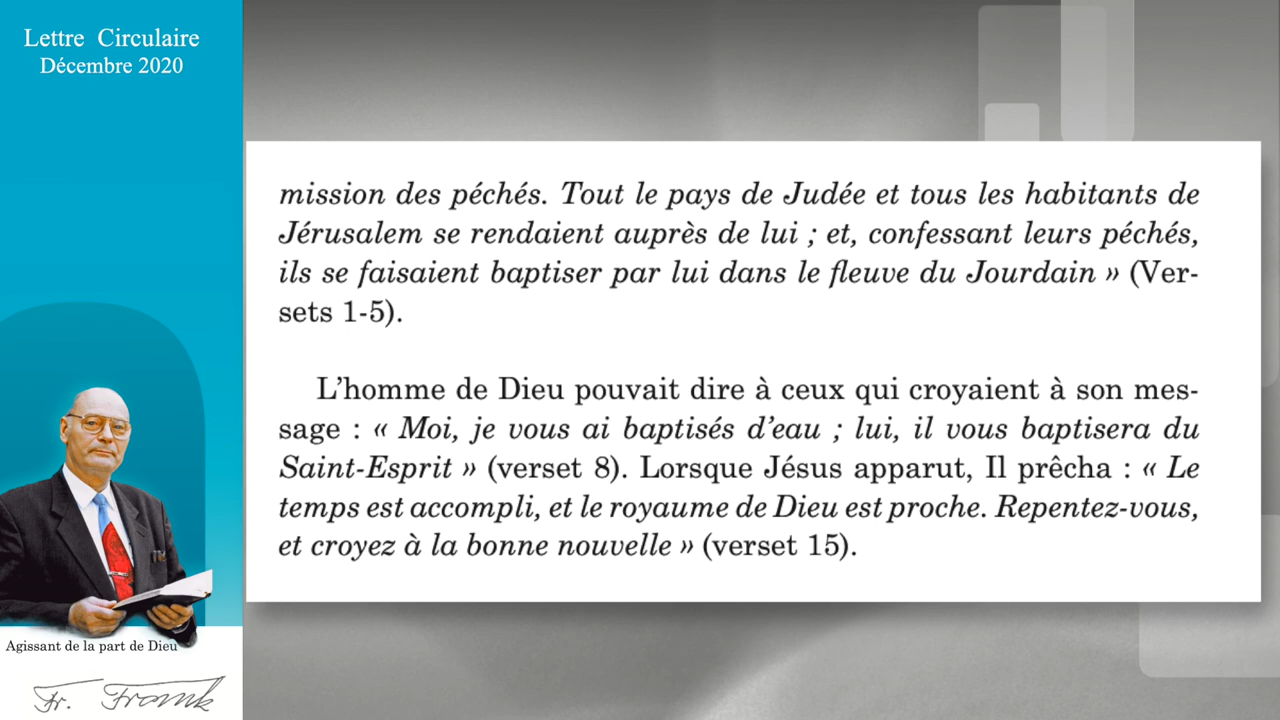 Lettre Circulaire
Décembre 2020
mission des péchés. Tout le pays de Judée et tous les habitants de
Jérusalem se rendaient auprès de lui ; et, confessant leurs péchés,
ils se faisaient baptiser par lui dans le fleuve du Jourdain » (Ver-
sets 1-5).
L’homme de Dieu pouvait dire à ceux qui croyaient à son mes-
sage : « Moi, je vous ai baptisés d’eau ; lui, il vous baptisera du
Saint-Esprit » (verset 8). Lorsque Jésus apparut, Il prêcha : « Le
temps est accompli, et le royaume de Dieu est proche. Repentez-vous,
et croyez à la bonne nouvelle » (verset 15).
Agissant de la part de Dieu
Fr. Frank